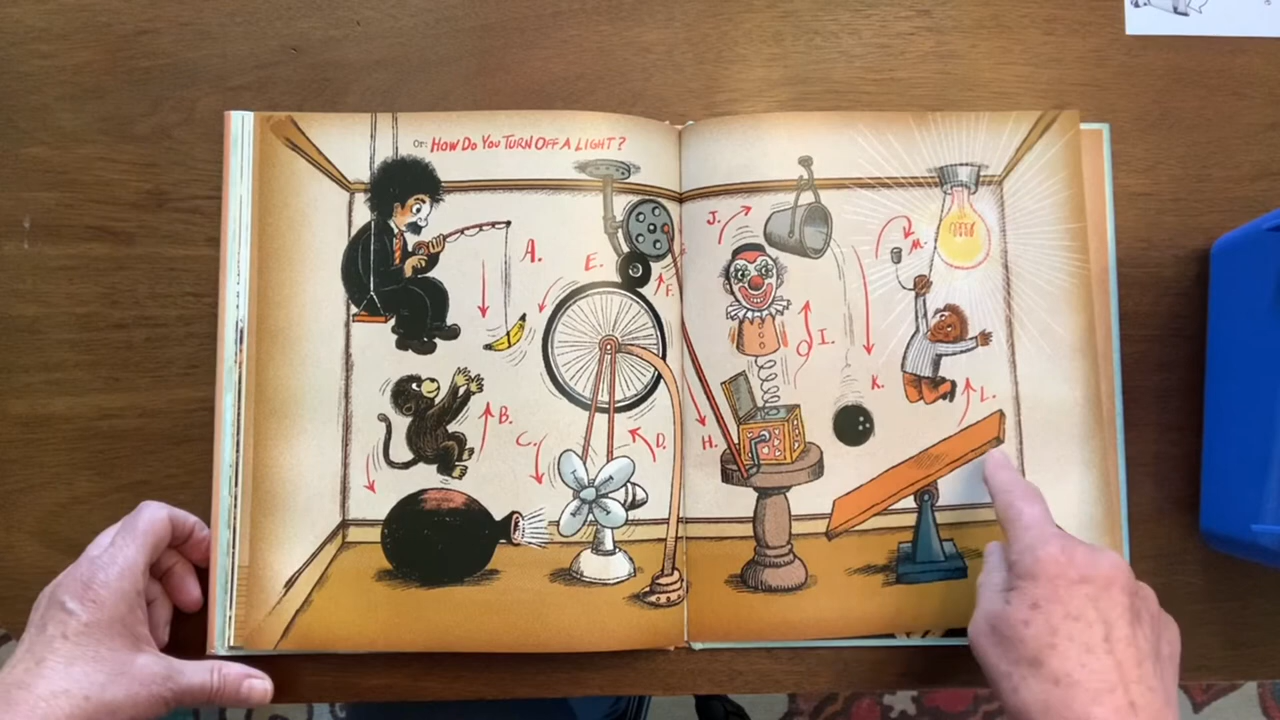 Or: HOW DO YOU TURN OFF A LIGHT?
A.
B.
C.
D.
E.
F.
H.
I.
J.
K.
L.
M.